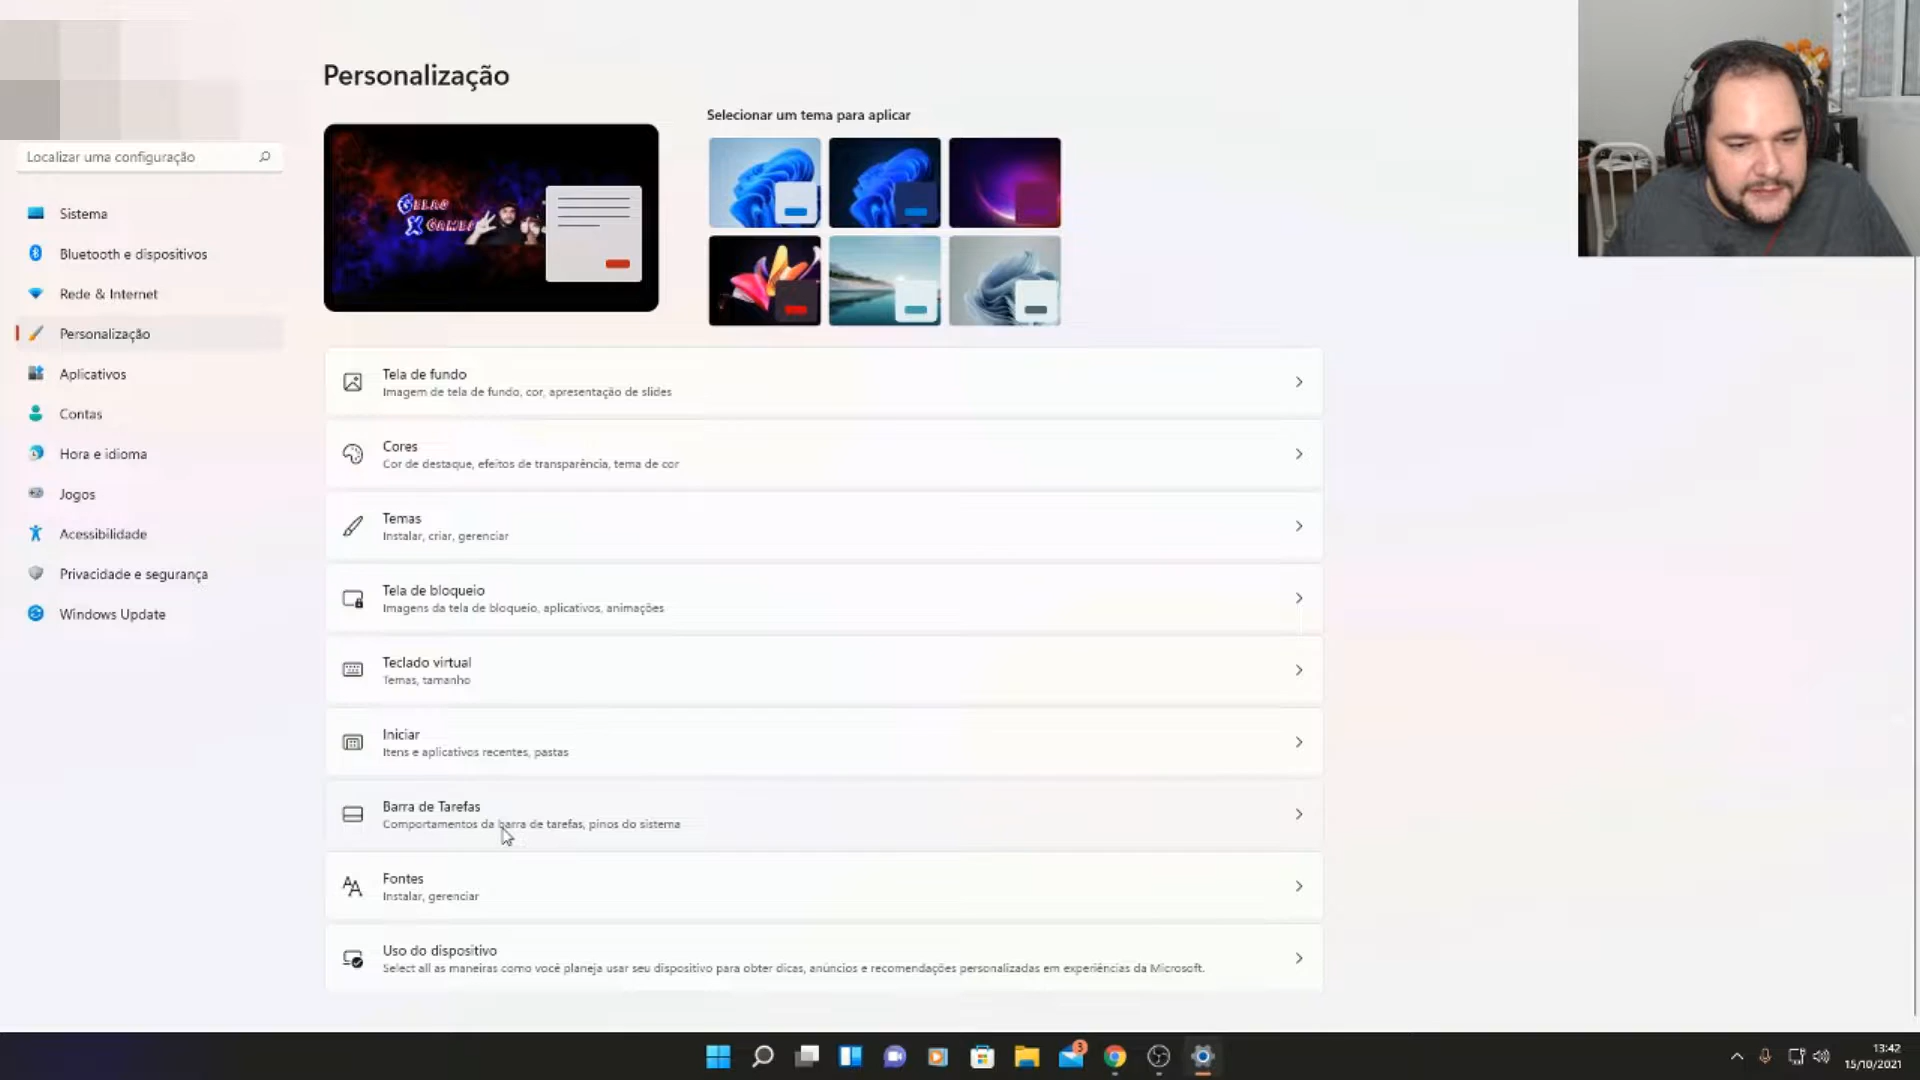 Personalização
Selecionar um tema para aplicar
Localizar uma configuração
GELAO
X GAMES
Sistema
Bluetooth e dispositivos
Rede & Internet
Personalização
Aplicativos
Contas
Hora e idioma
Jogos
Acessibilidade
Privacidade e segurança
Windows Update
Tela de fundo
Imagem de tela de fundo, cor, apresentação de slides
Cores
Cor de destaque, efeitos de transparência, tema de cor
Temas
Instalar, criar, gerenciar
Tela de bloqueio
Imagens da tela de bloqueio, aplicativos, animações
Teclado virtual
Temas, tamanho
Iniciar
Itens e aplicativos recentes, pastas
Barra de Tarefas
Comportamentos da barra de tarefas, pinos do sistema
Fontes
Instalar, gerenciar
Uso do dispositivo
Select all as maneiras como você planeja usar seu dispositivo para obter dicas, anúncios e recomendações personalizadas em experiências da Microsoft.
3
13:42
15/10/2021